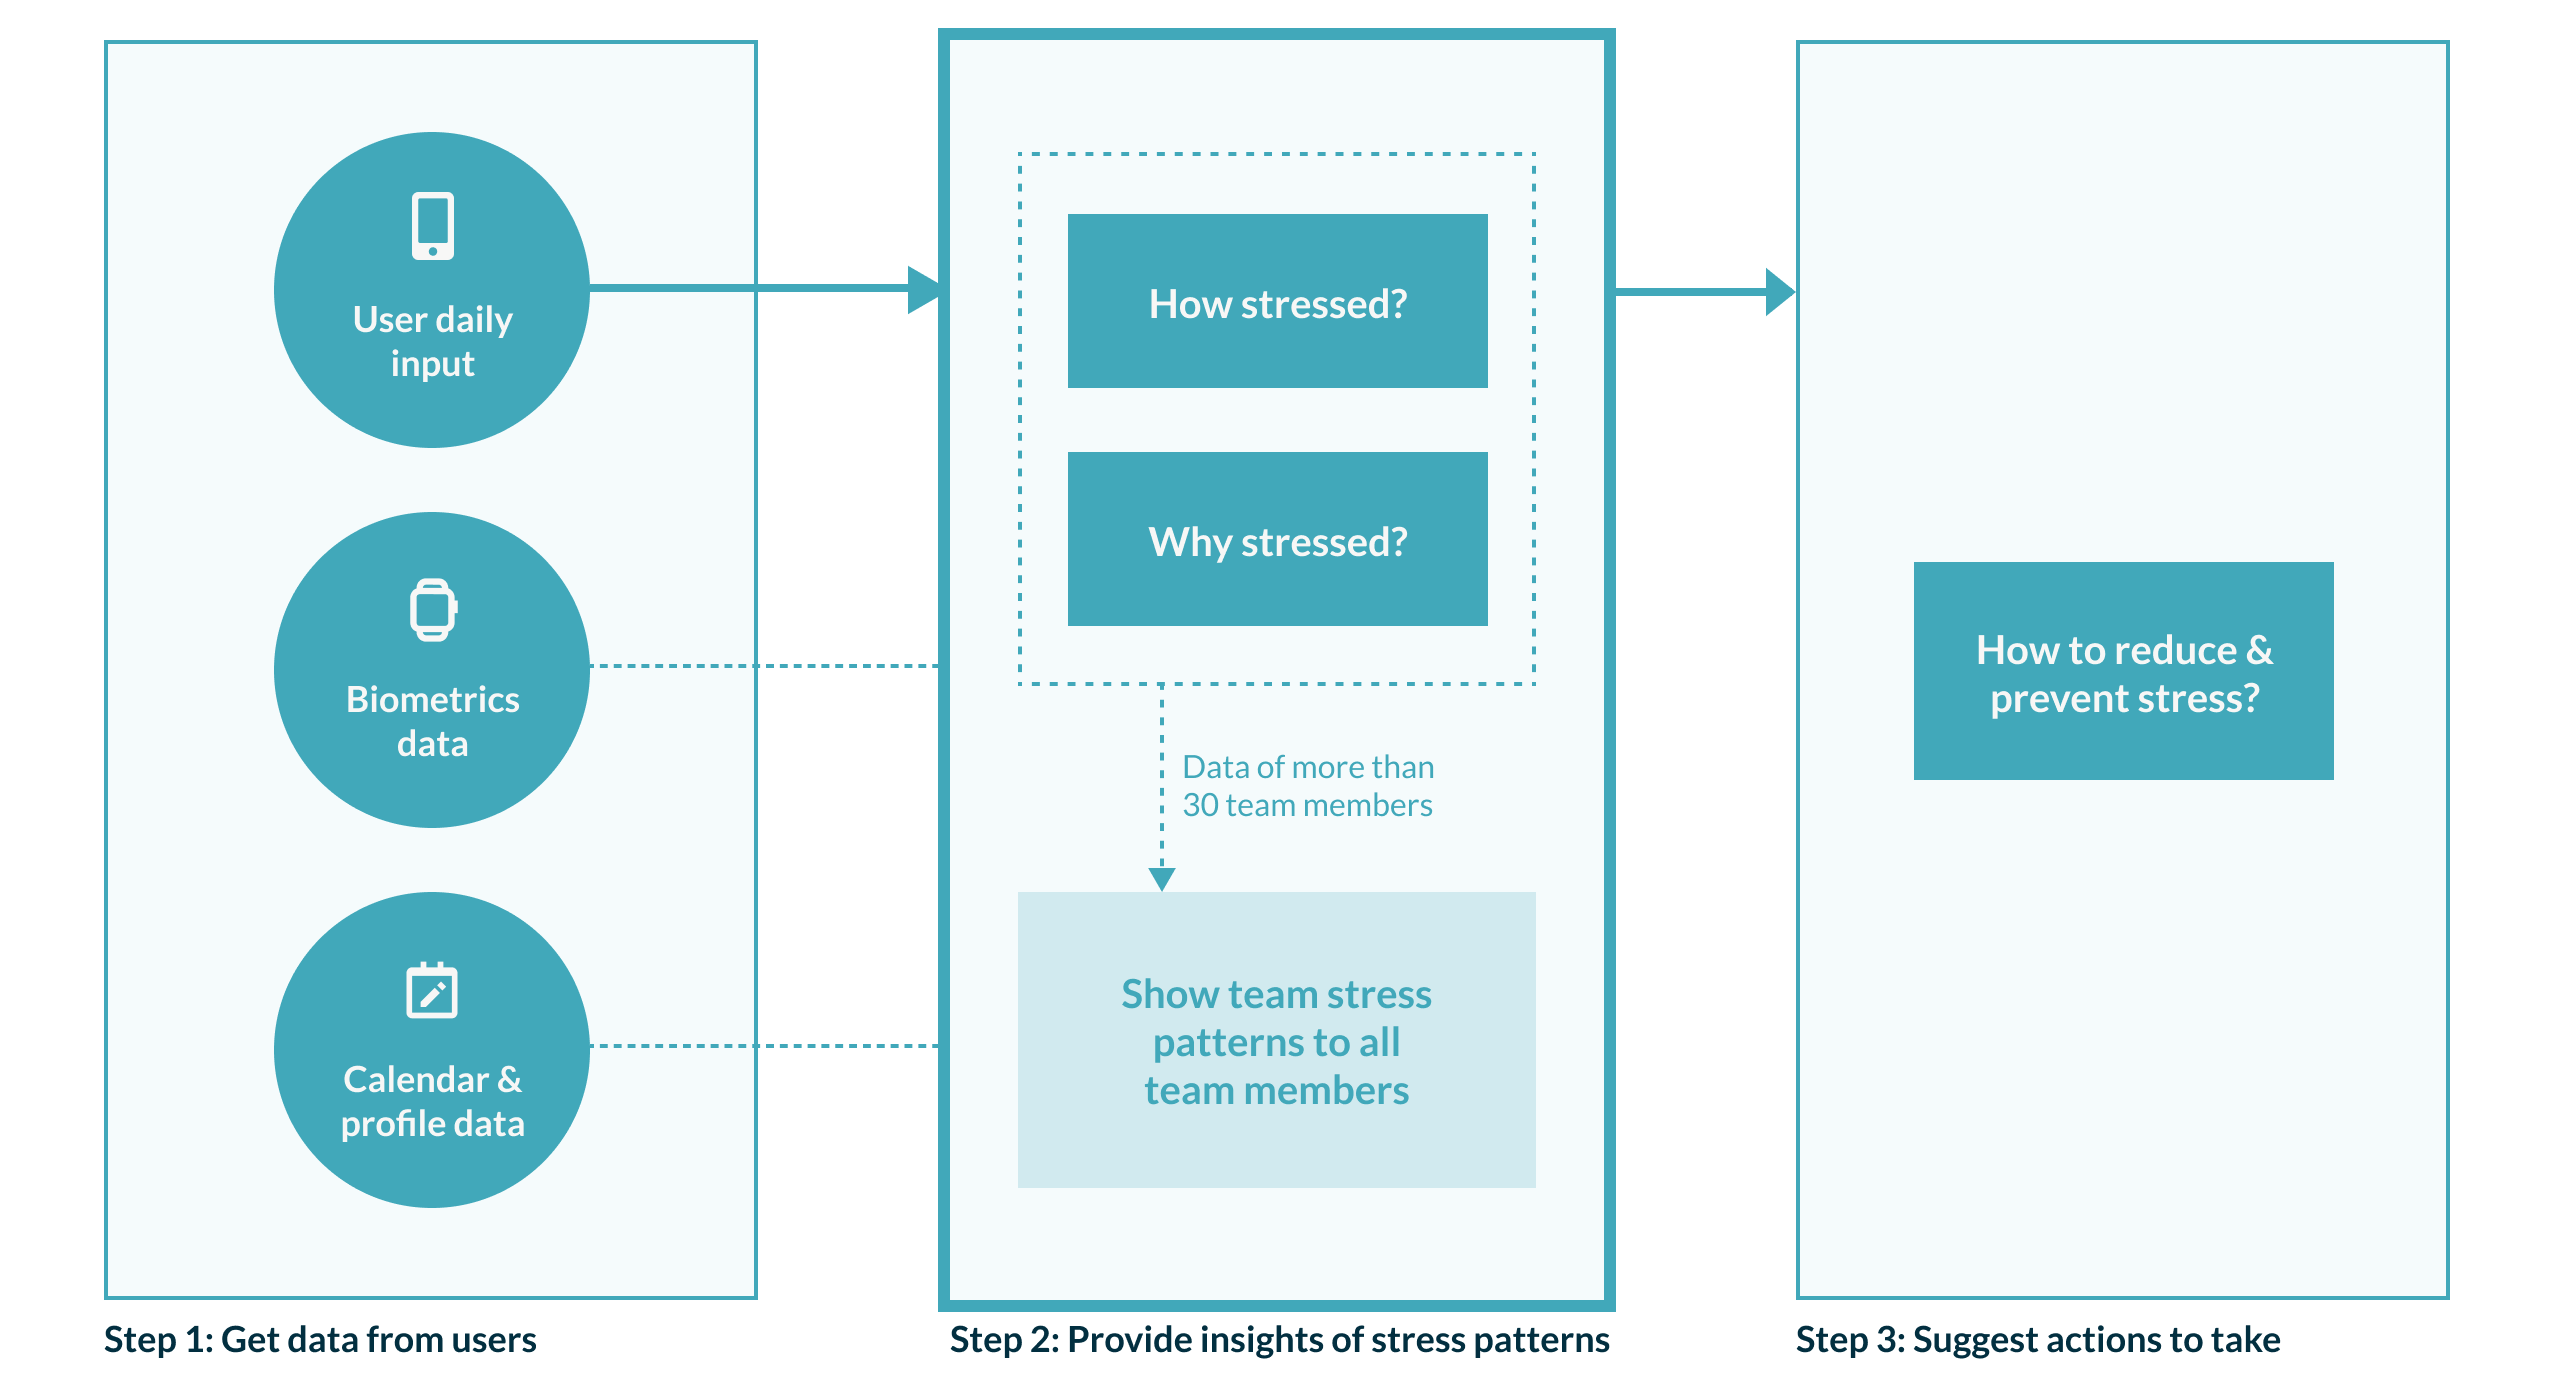 User daily
input
Biometrics
data
Calendar &
profile data
Step 1: Get data from users
How stressed?
Why stressed?
Data of more than
30 team members
Show team stress
patterns to all
team members
Step 2: Provide insights of stress patterns
How to reduce &
prevent stress?
Step 3: Suggest actions to take